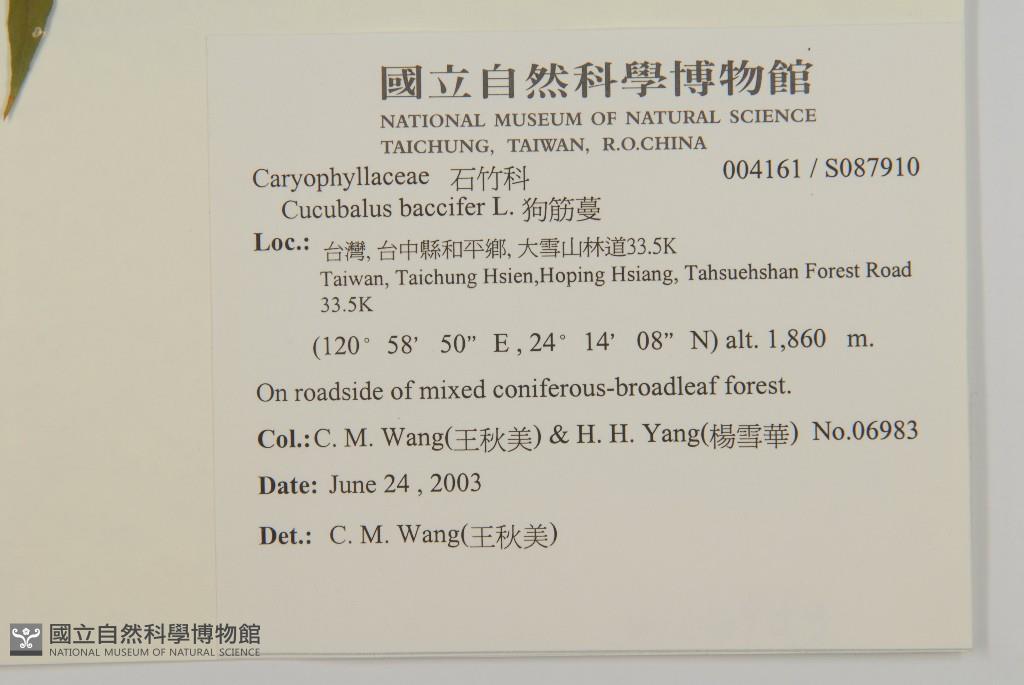 國立自然科學博物館
NATIONAL MUSEUM OF NATURAL SCIENCE
TAICHUNG, TAIWAN, R.O.CHINA
Caryophyllaceae 石竹科 004161 / S087910
Cucubalus baccifer L. 狗筋蔓
Loc.: 台灣, 台中縣和平鄉, 大雪山林道33.5K
Taiwan, Taichung Hsien,Hoping Hsiang, Tahsuehshan Forest Road
33.5K
(120° 58’ 50” E , 24° 14’ 08” N) alt. 1,860 m.
On roadside of mixed coniferous-broadleaf forest.
Col.: C. M. Wang(王秋美) & H. H. Yang(楊雪華) No.06983
Date: June 24 , 2003
Det.: C. M. Wang(王秋美)
國立自然科學博物館
NATIONAL MUSEUM OF NATURAL SCIENCE